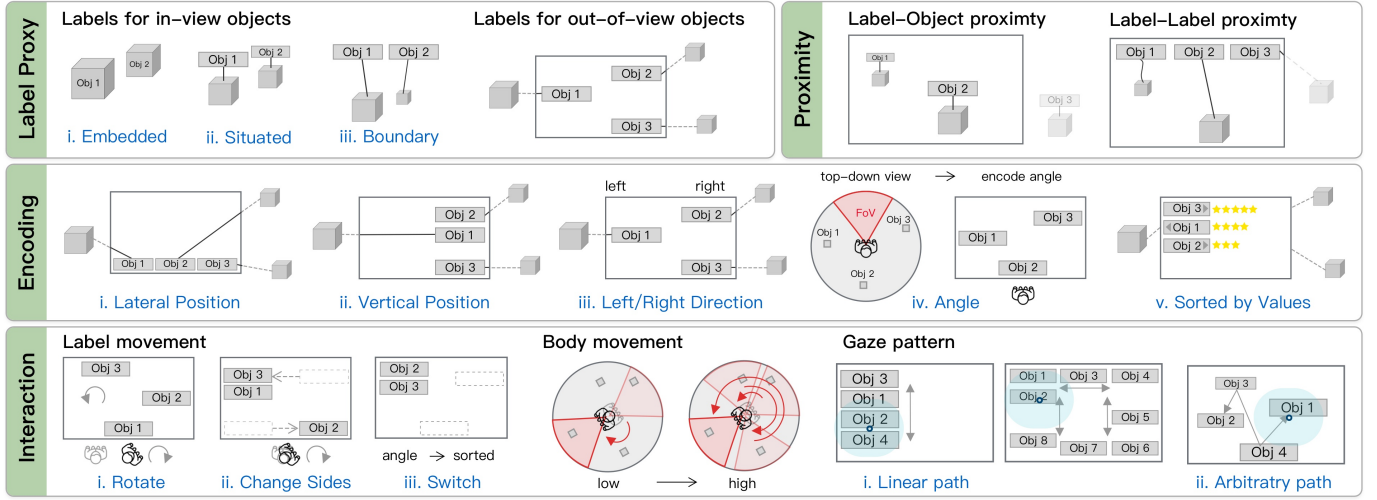 Label Proxy
Labels for in-view objects
Obj 1
Obj 2
i. Embedded
Obj 1
Obj 2
ii. Situated
Obj 1
Obj 2
iii. Boundary
Labels for out-of-view objects
Obj 2
Obj 1
Obj 3
Proximity
Label-Object proximty
Obj 1
Obj 2
Obj 3
Label-Label proximty
Obj 1
Obj 2
Obj 3
Encoding
Obj 1
Obj 2
Obj 3
i. Lateral Position
Obj 2
Obj 1
Obj 3
ii. Vertical Position
left
right
Obj 2
Obj 1
Obj 3
iii. Left/Right Direction
top-down view → encode angle
FoV
Obj 3
Obj 1
Obj 2
Obj 3
Obj 1
Obj 2
iv. Angle
Obj 3
Obj 1
Obj 2
v. Sorted by Values
Interaction
Label movement
Obj 3
Obj 2
Obj 1
i. Rotate
Obj 3
Obj 1
Obj 2
ii. Change Sides
Obj 2
Obj 3
angle → sorted
iii. Switch
Body movement
low → high
Gaze pattern
Obj 3
Obj 1
Obj 2
Obj 4
i. Linear path
Obj 1
Obj 3
Obj 4
Obj 2
Obj 5
Obj 8
Obj 7
Obj 6
Obj 3
Obj 1
Obj 2
Obj 4
ii. Arbitratry path